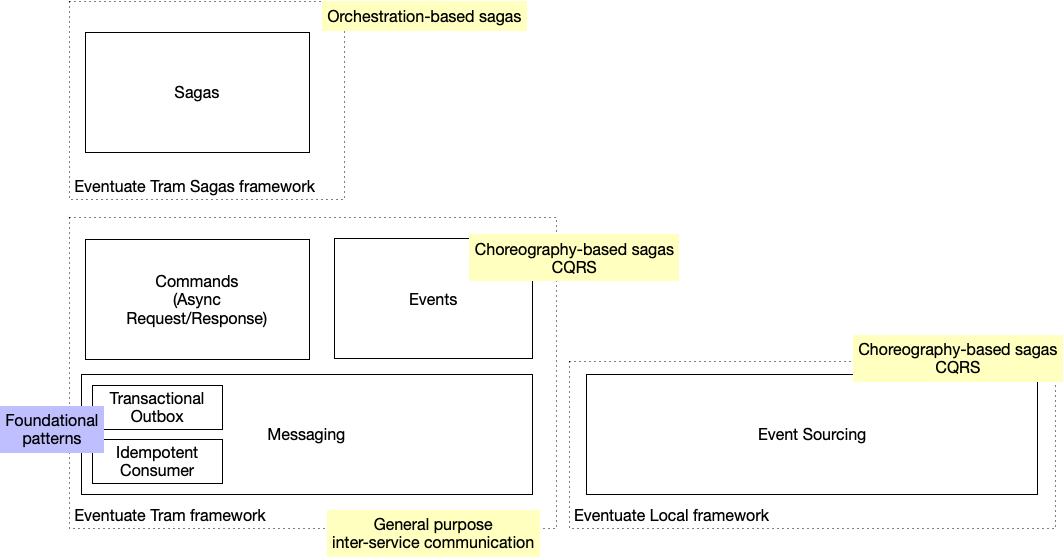 Orchestration-based sagas
Sagas
Eventuate Tram Sagas framework
Choreography-based sagas
CQRS
Commands
(Async
Request/Response)
Events
Choreography-based sagas
CQRS
Transactional
Outbox
Foundational
patterns
Messaging
Idempotent
Consumer
Event Sourcing
Eventuate Tram framework
General purpose
inter-service communication
Eventuate Local framework